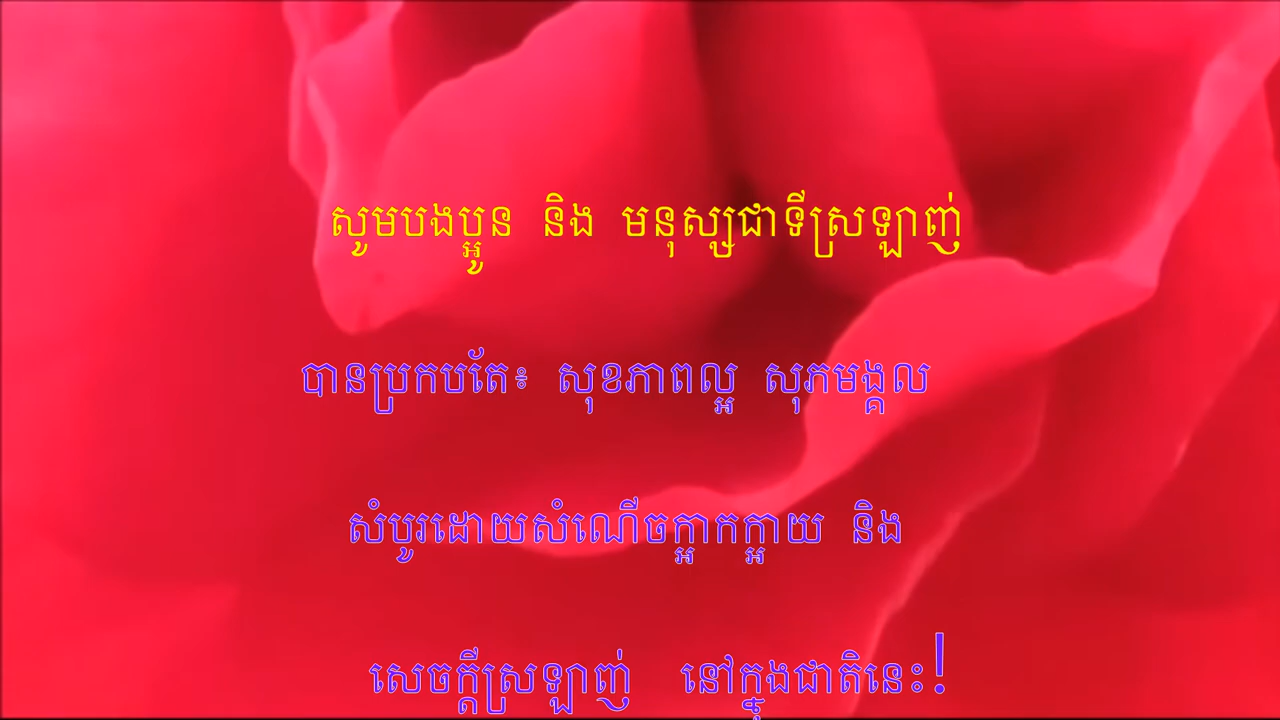 សូមបងប្អូន និង មនុស្សជាទីស្រឡាញ់
បានប្រកបតែ៖ សុខភាពល្អ សុភមង្គល
សំបូរដោយសំណើចក្អាកក្អាយ និង
សេចក្ដីស្រឡាញ់ នៅក្នុងជាតិនេះ!